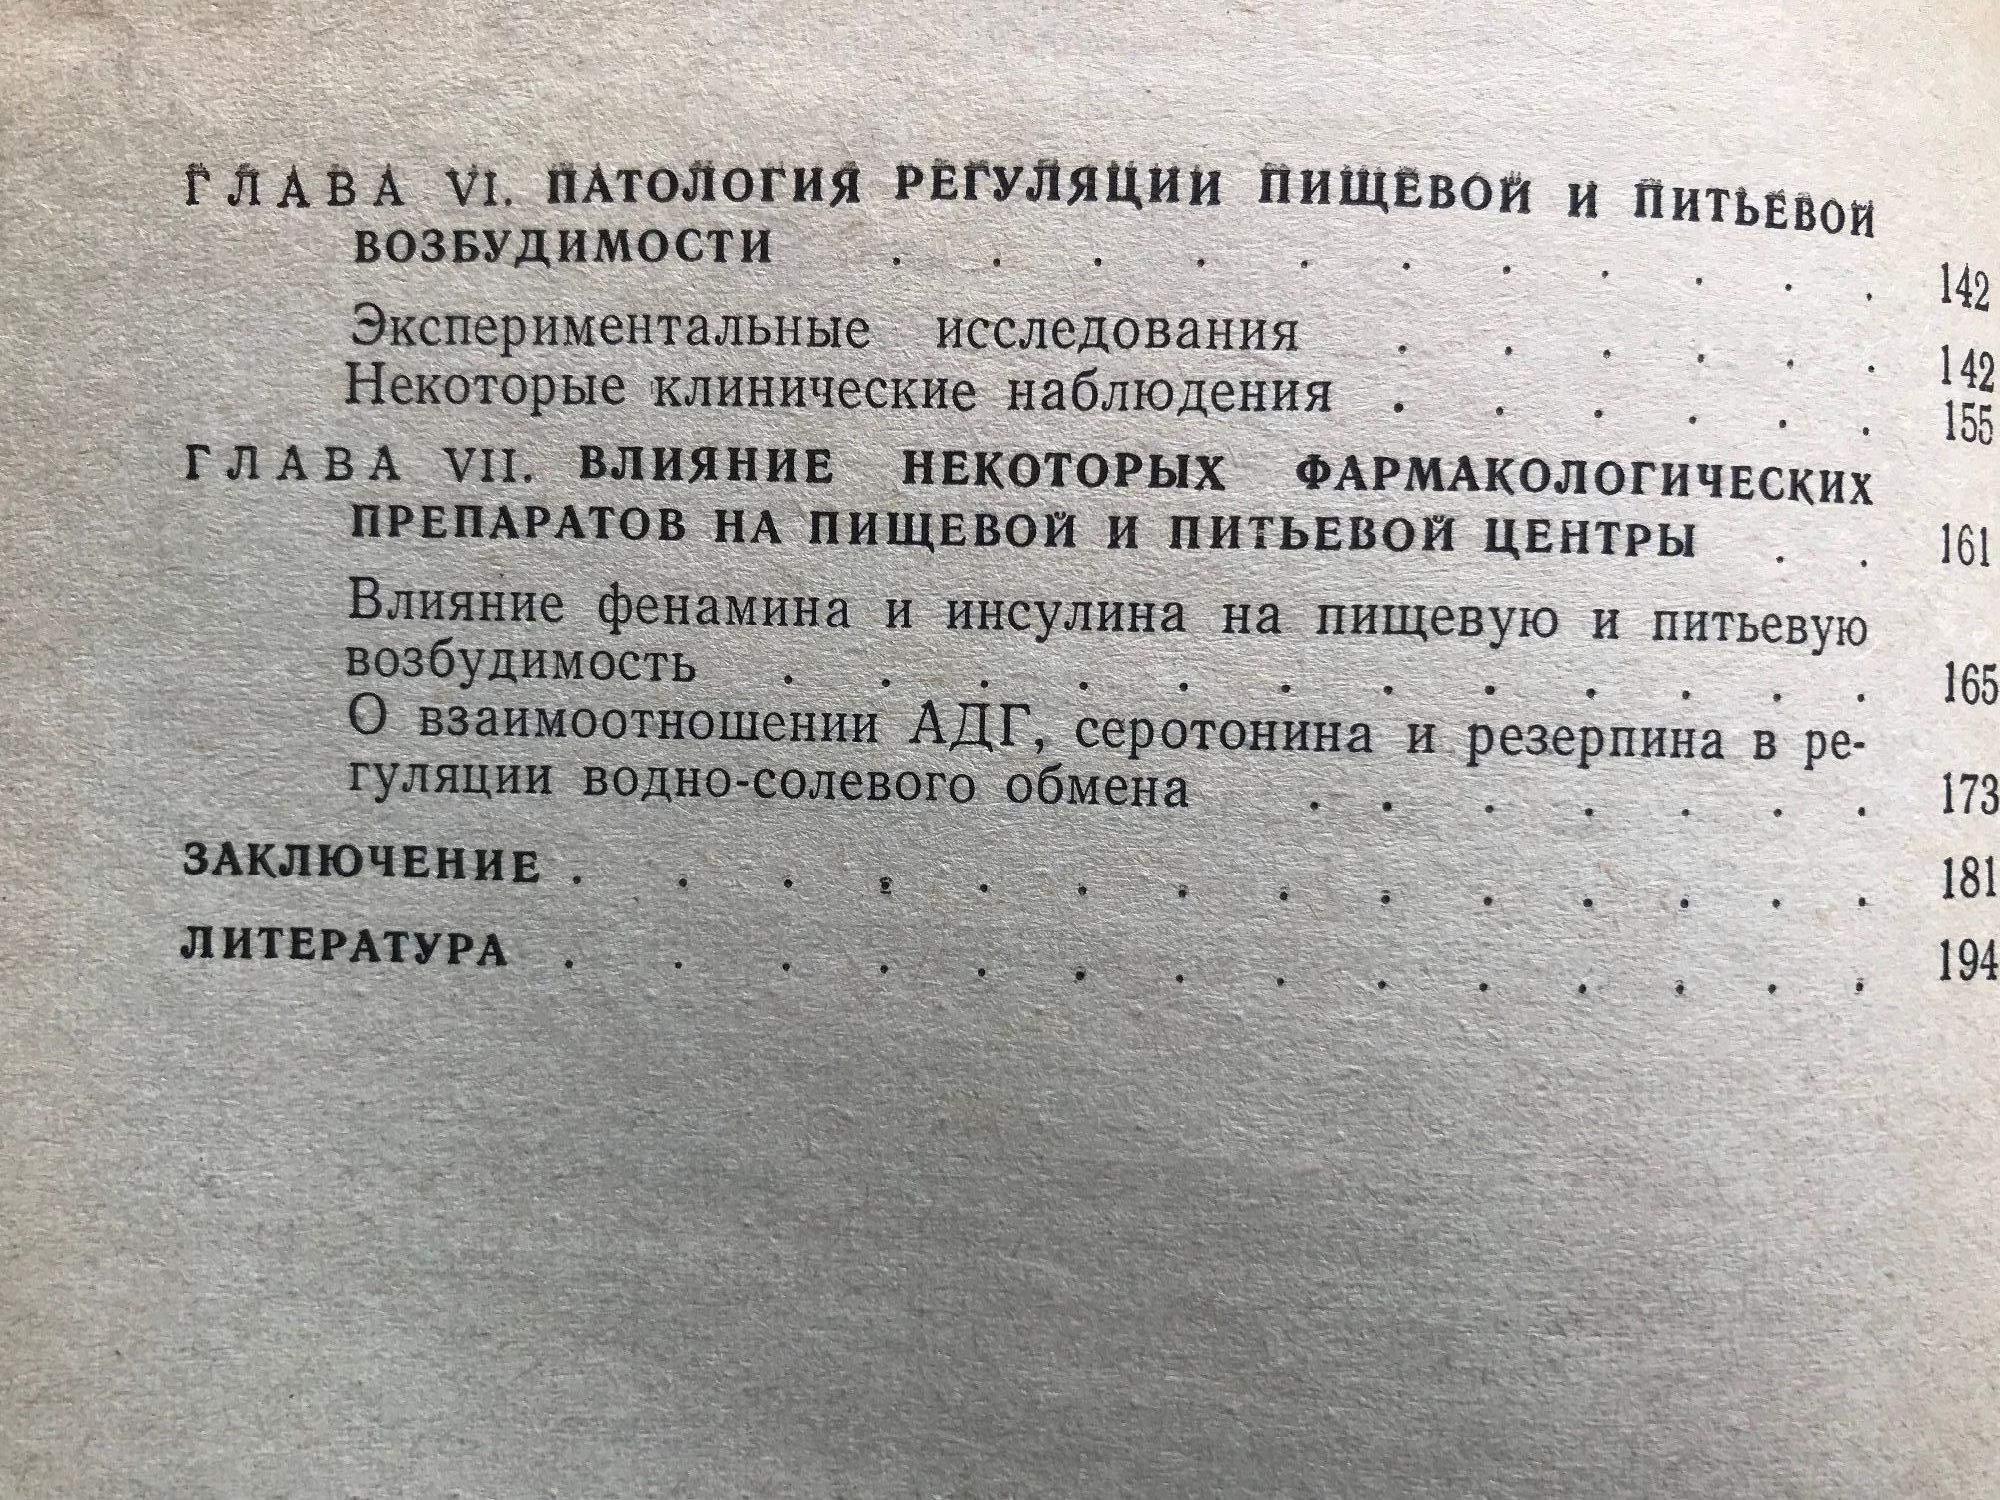 ГЛАВА VI. ПАТОЛОГИЯ РЕГУЛЯЦИИ ПИЩЕВОЙ И ПИТЬЕВОЙ
ВОЗБУДИМОСТИ . . . . . . . . . . . 142
Экспериментальные исследования . . . . . . 142
Некоторые клинические наблюдения . . . . . . 155
ГЛАВА VII. ВЛИЯНИЕ НЕКОТОРЫХ ФАРМАКОЛОГИЧЕСКИХ
ПРЕПАРАТОВ НА ПИЩЕВОЙ И ПИТЬЕВОЙ ЦЕНТРЫ . . 161
Влияние фенамина и инсулина на пищевую и питьевую
возбудимость . . . . . . . . . . . . 165
О взаимоотношении АДГ, серотонина и резерпина в ре-
гуляции водно-солевого обмена . . . . . . . 173
ЗАКЛЮЧЕНИЕ . . . . . . . . . . . . . . 181
ЛИТЕРАТУРА . . . . . . . . . . . . . . 194